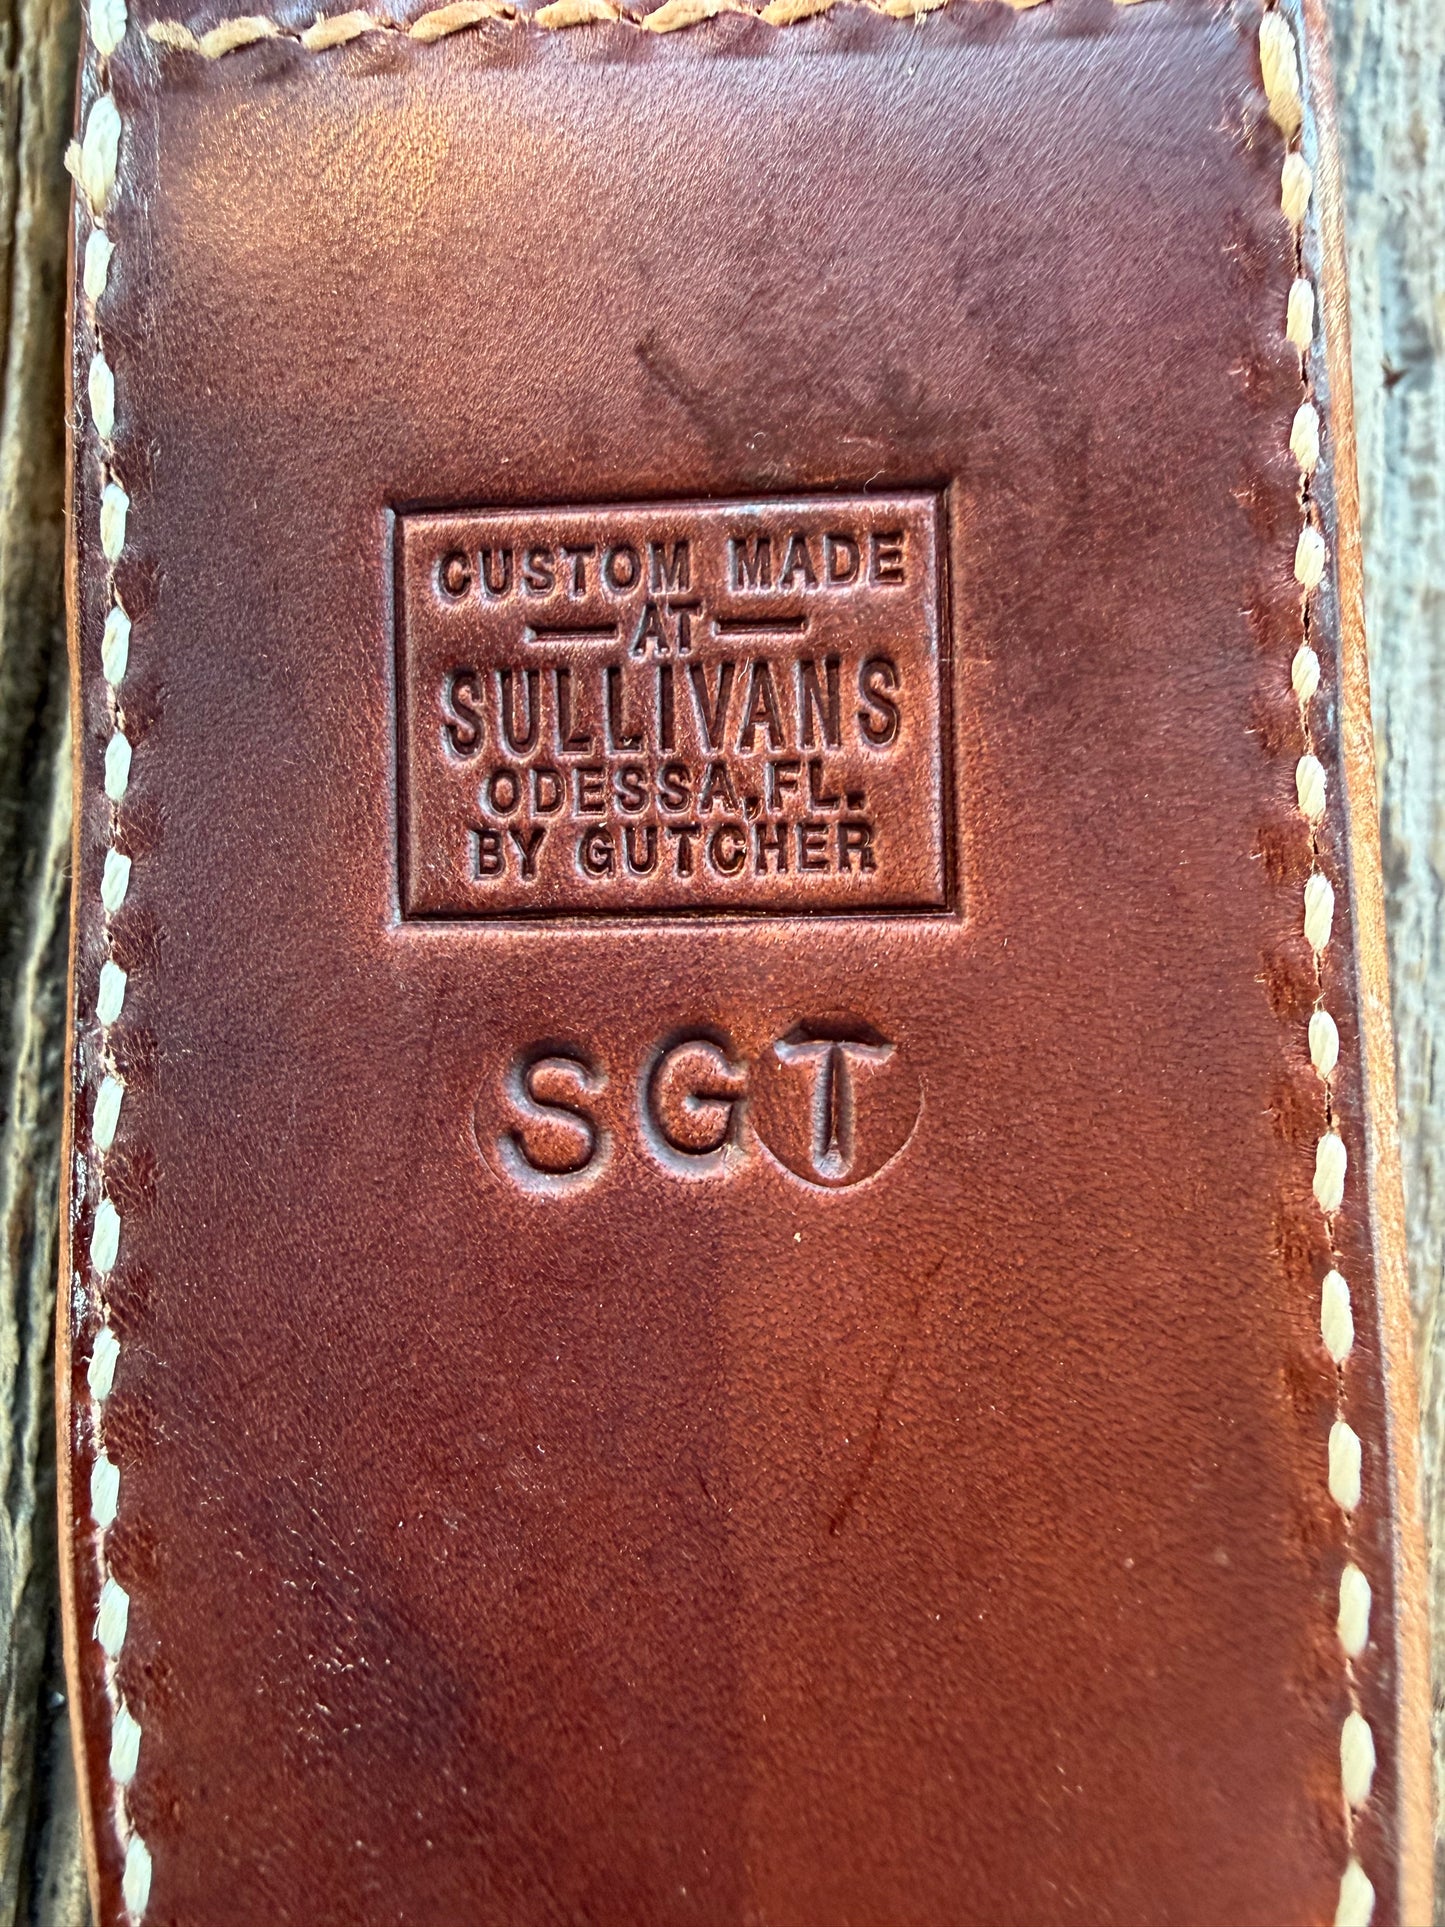 CUSTOM MADE
AT
SULLIVANS
ODESSA, FL.
BY GUTCHER
SGT